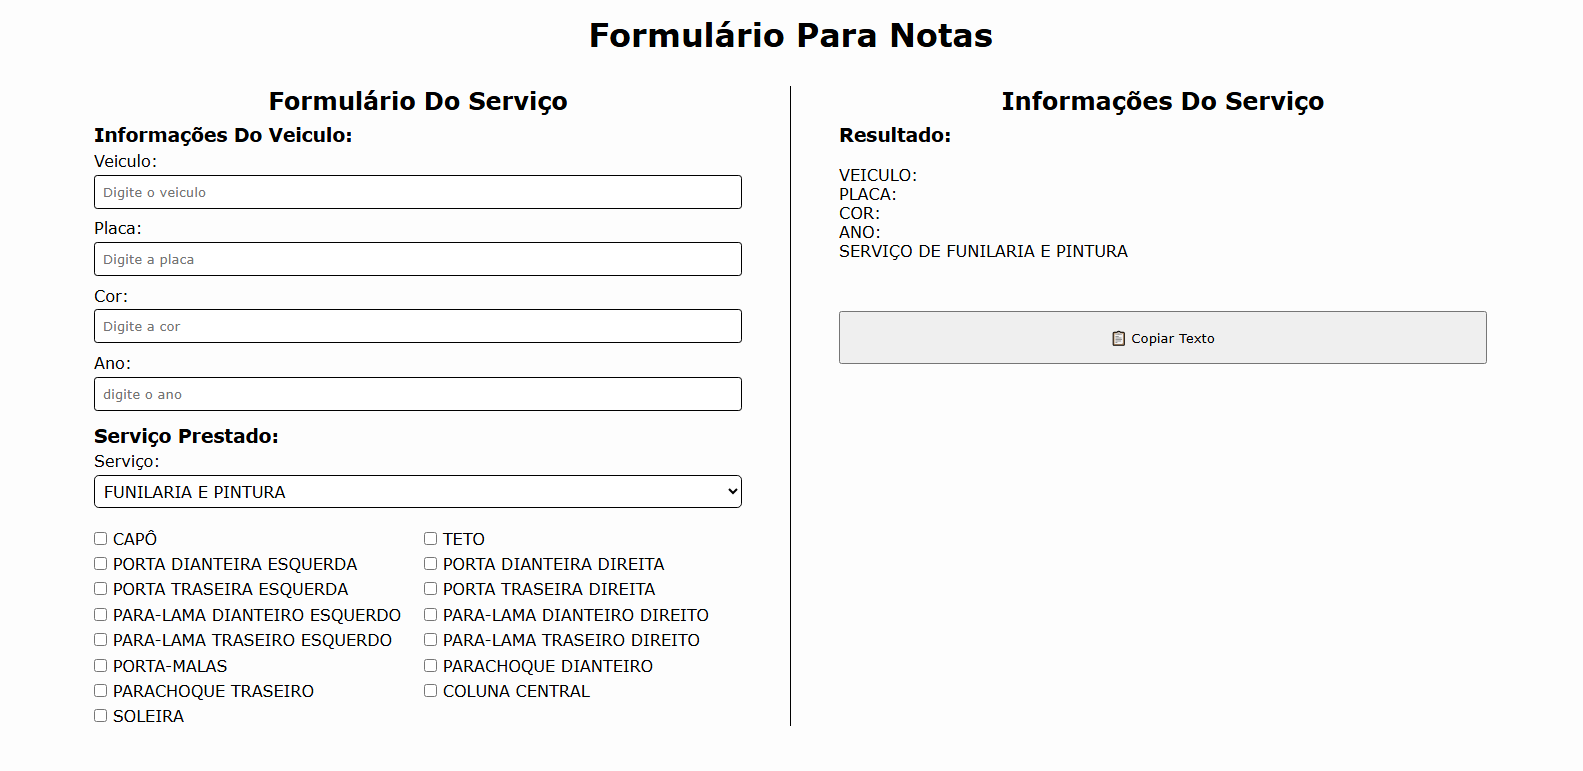 Formulário Para Notas
Formulário Do Serviço
Informações Do Veiculo:
Veiculo:
Digite o veiculo
Placa:
Digite a placa
Cor:
Digite a cor
Ano:
digite o ano
Serviço Prestado:
Serviço:
FUNILARIA E PINTURA
CAPÔ
TETO
PORTA DIANTEIRA ESQUERDA
PORTA DIANTEIRA DIREITA
PORTA TRASEIRA ESQUERDA
PORTA TRASEIRA DIREITA
PARA-LAMA DIANTEIRO ESQUERDO
PARA-LAMA DIANTEIRO DIREITO
PARA-LAMA TRASEIRO ESQUERDO
PARA-LAMA TRASEIRO DIREITO
PORTA-MALAS
PARACHOQUE DIANTEIRO
PARACHOQUE TRASEIRO
COLUNA CENTRAL
SOLEIRA
Informações Do Serviço
Resultado:
VEICULO:
PLACA:
COR:
ANO:
SERVIÇO DE FUNILARIA E PINTURA
Copiar Texto